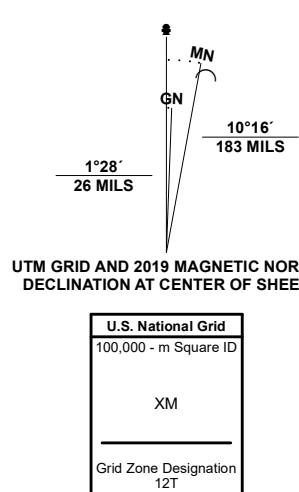 MN
GN
10°16´
183 MILS
1°28´
26 MILS
UTM GRID AND 2019 MAGNETIC NOR
DECLINATION AT CENTER OF SHEE
U.S. National Grid
100,000 - m Square ID
XM
Grid Zone Designation
12T